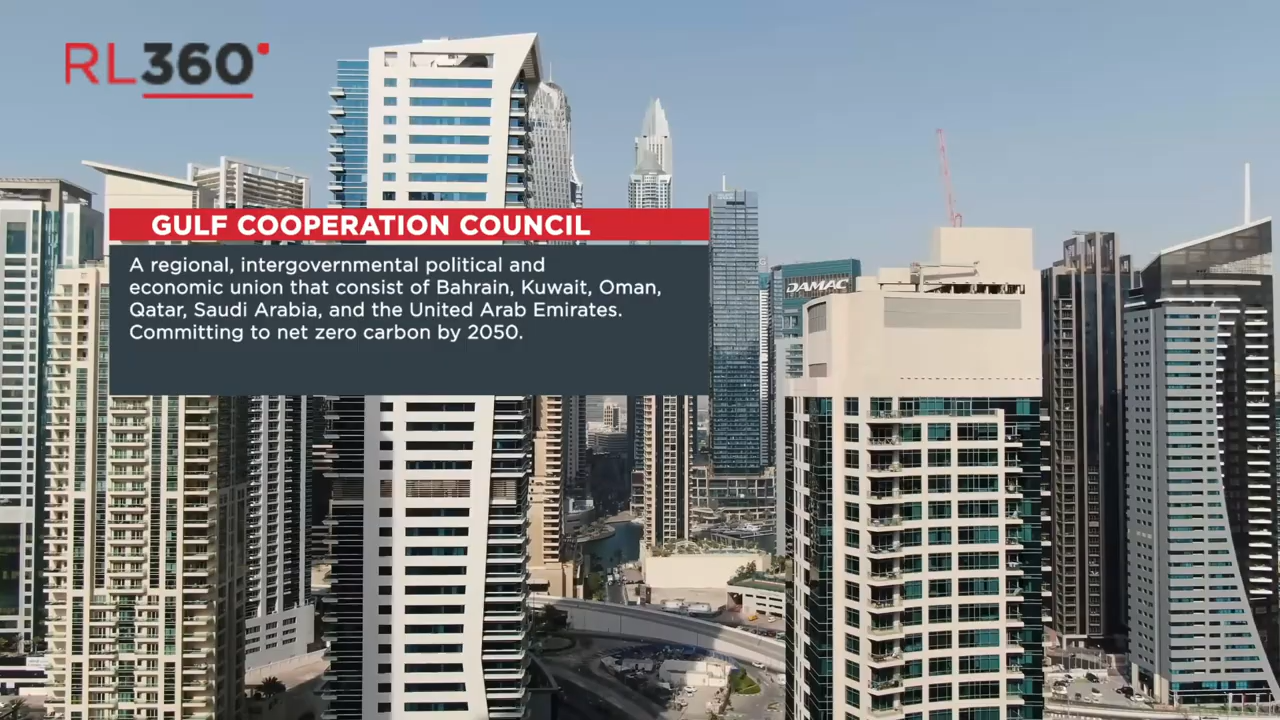 RL360°
GULF COOPERATION COUNCIL
A regional, intergovernmental political and
economic union that consist of Bahrain, Kuwait, Oman,
Qatar, Saudi Arabia, and the United Arab Emirates.
Committing to net zero carbon by 2050.
DAMAC